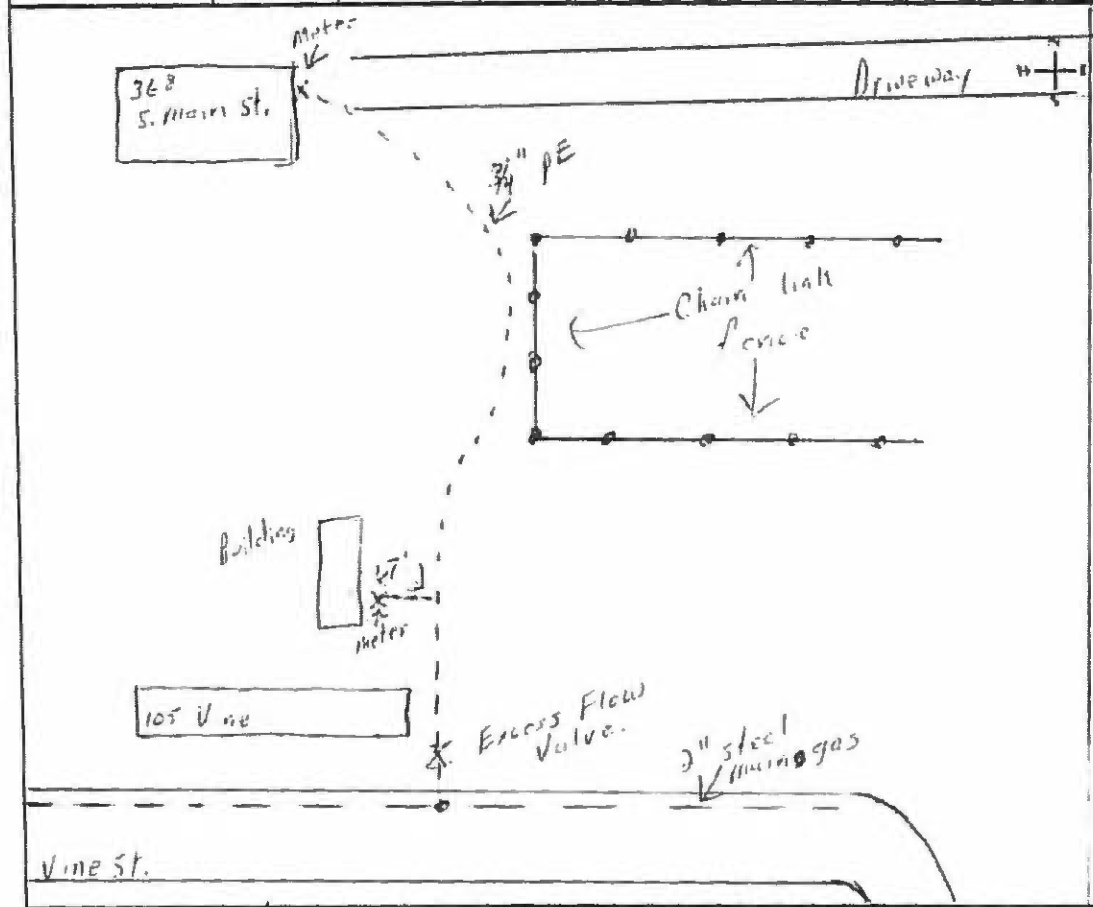 Meter
368
S. Main St.
Driveway
N
S
3/4" PE
Chain link
fence
Building
meter
105 Vine
Excess Flow
Valve.
2" steel
main gas
Vine St.